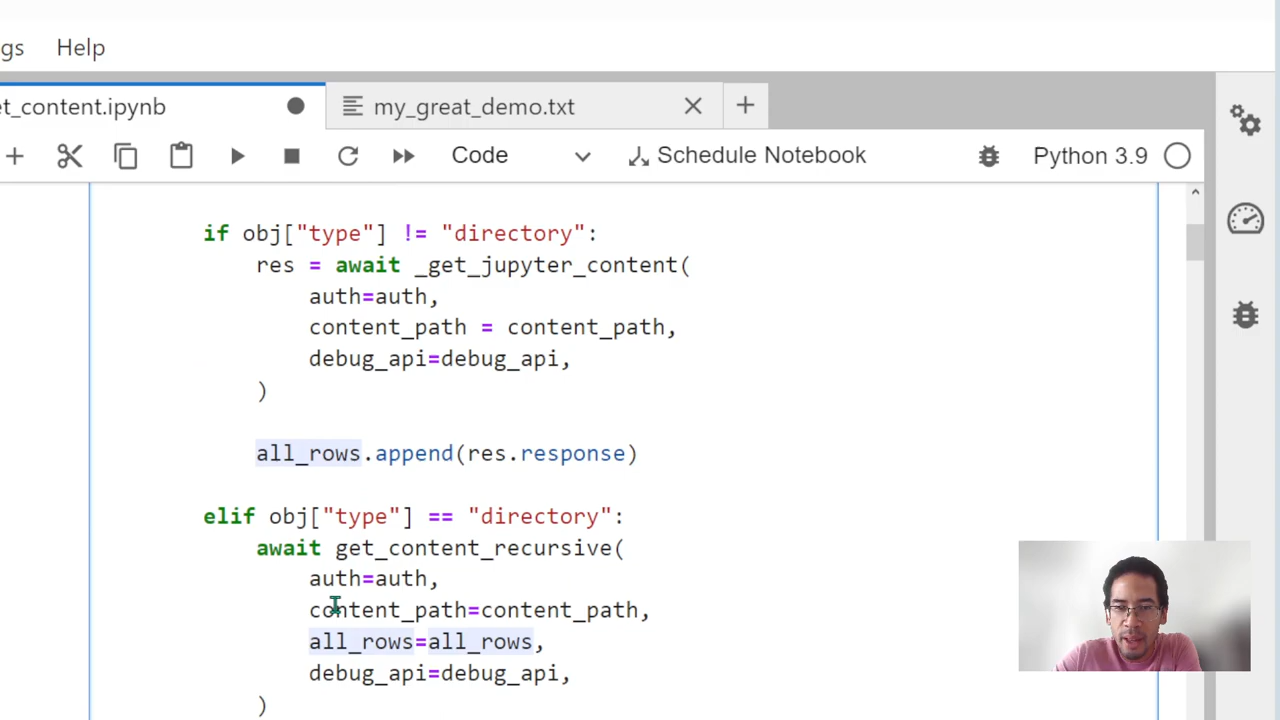 gs Help
et_content.ipynb my_great_demo.txt
Code Schedule Notebook Python 3.9
if obj["type"] != "directory":
res = await _get_jupyter_content(
auth=auth,
content_path = content_path,
debug_api=debug_api,
)
all_rows.append(res.response)
elif obj["type"] == "directory":
await get_content_recursive(
auth=auth,
content_path=content_path,
all_rows=all_rows,
debug_api=debug_api,
)